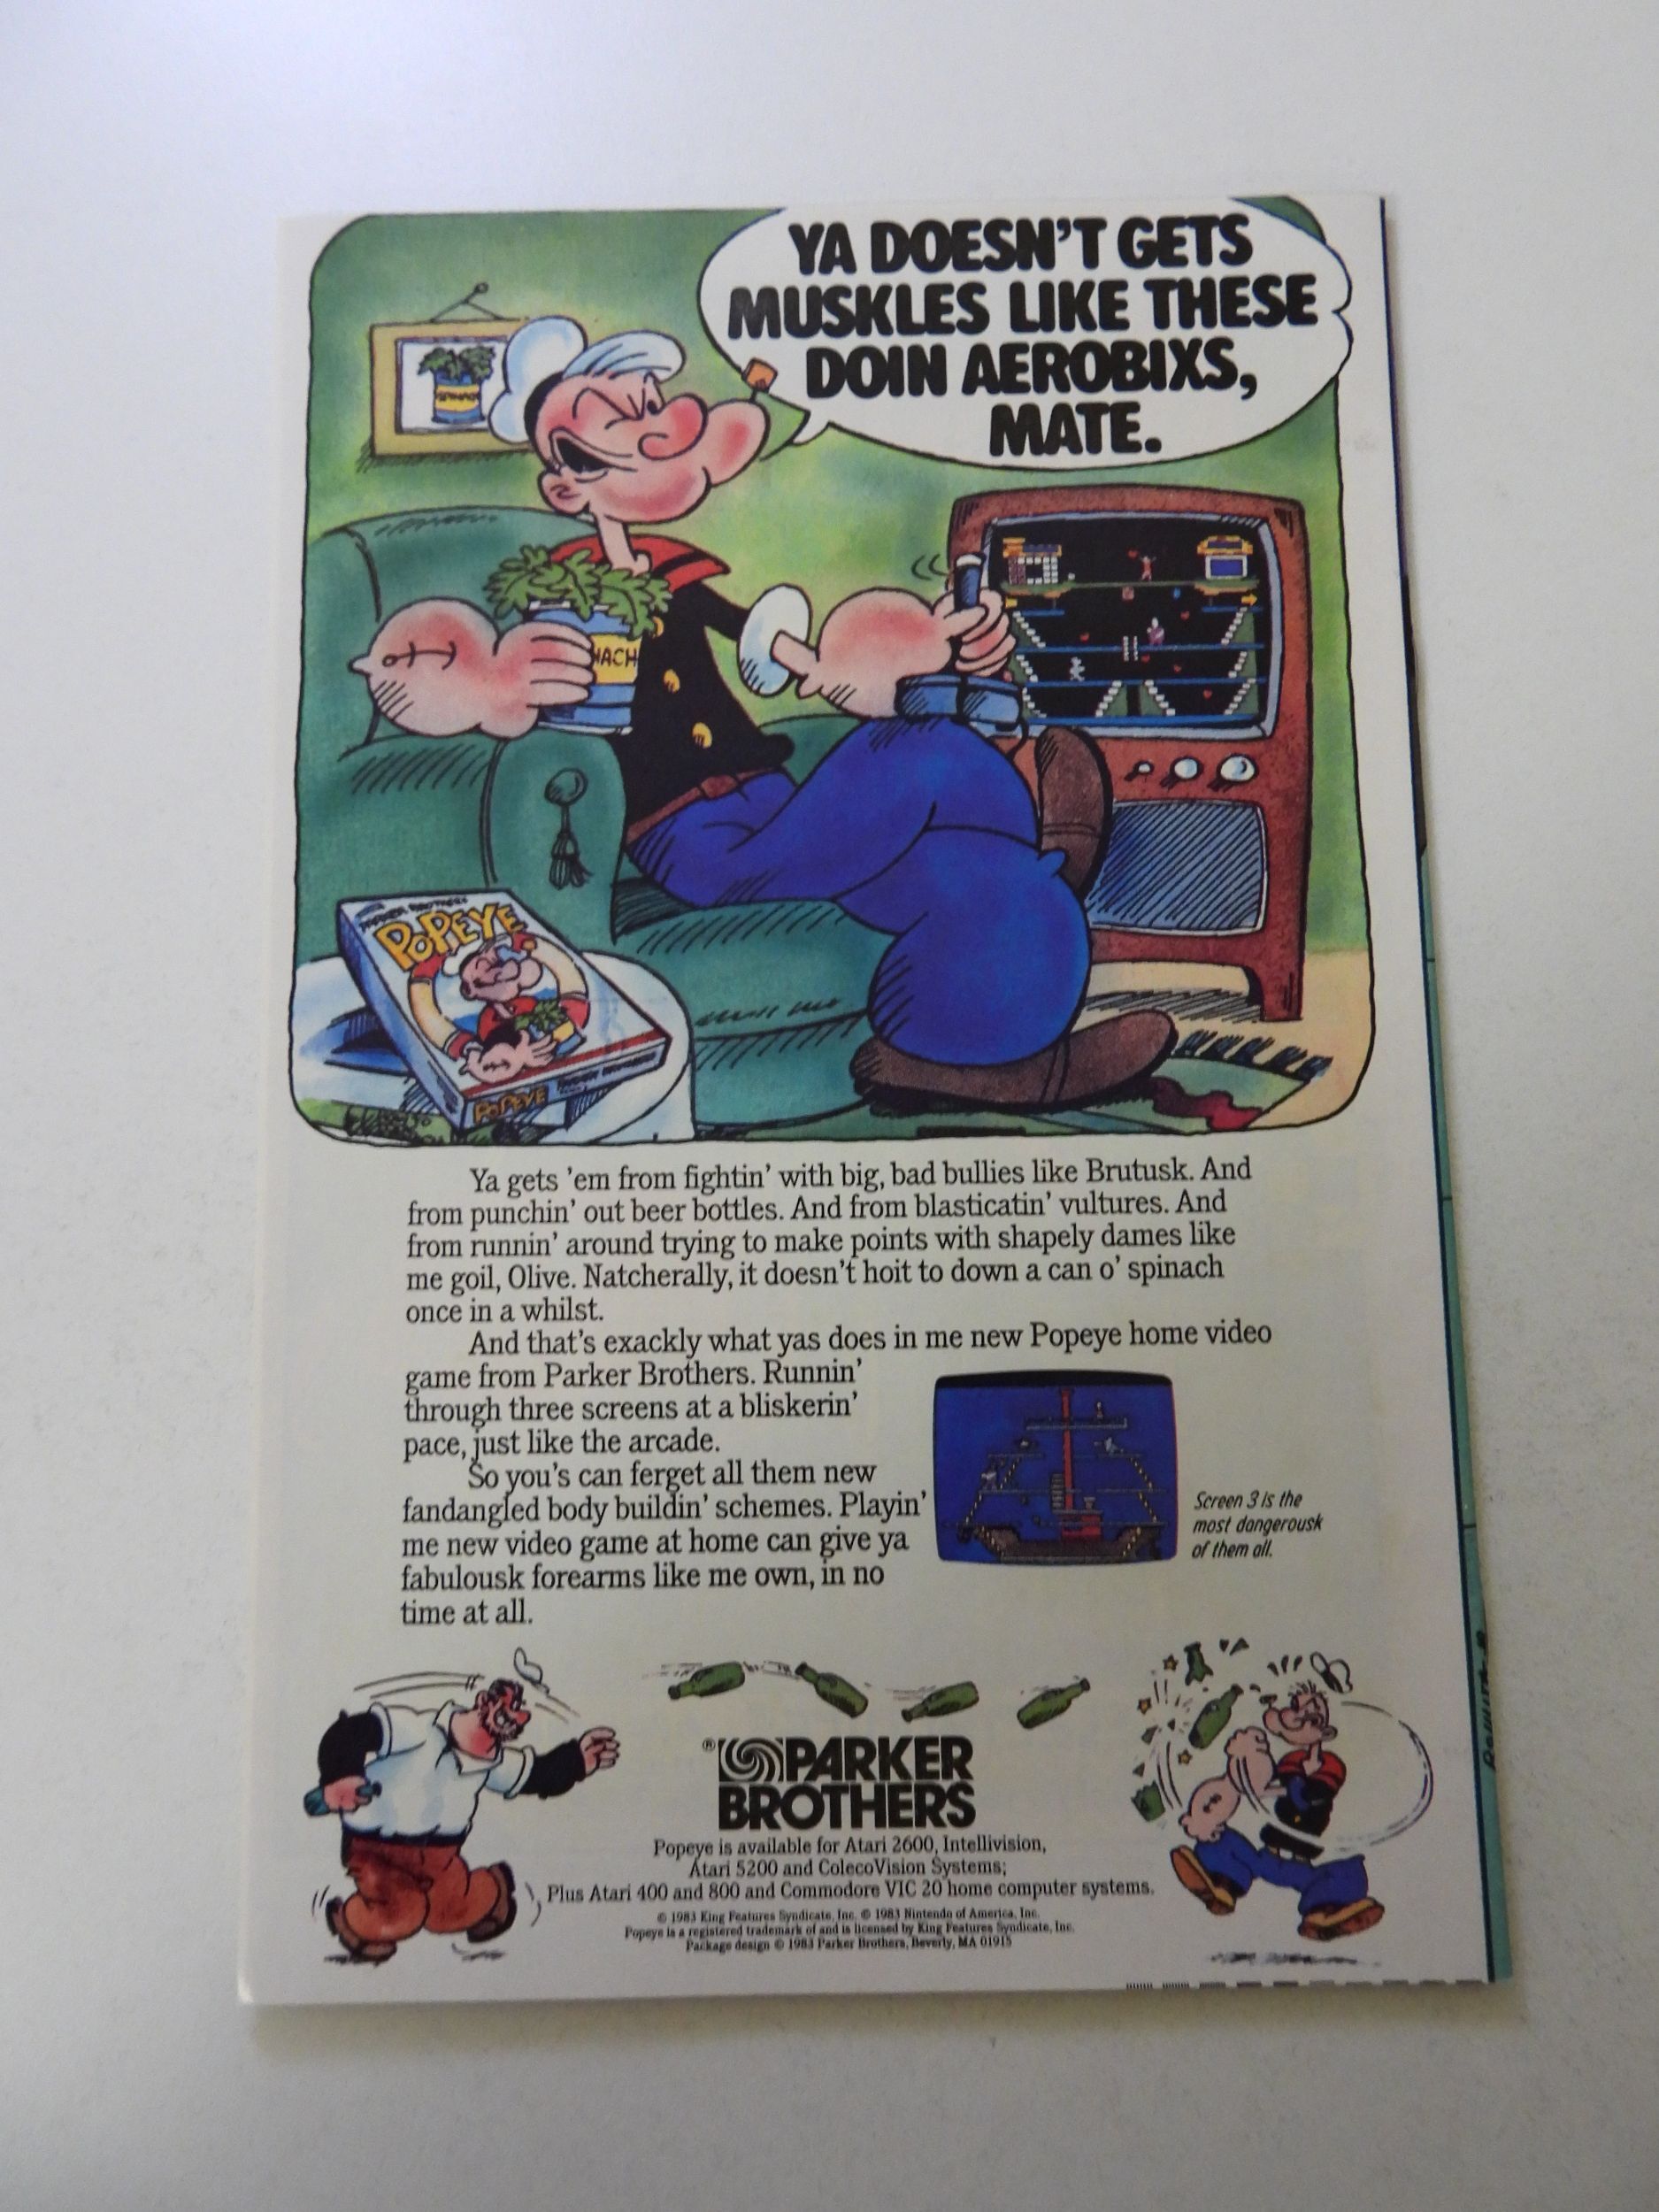 YA DOESN'T GETS
MUSKLES LIKE THESE
DOIN AEROBIXS,
MATE.
SPINACH
NACH
PARKER BROTHERS
POPEYE
POPEYE
PARKER BROTHERS
Ya gets 'em from fightin' with big, bad bullies like Brutusk. And
from punchin' out beer bottles. And from blasticatin' vultures. And
from runnin' around trying to make points with shapely dames like
me goil, Olive. Natcherally, it doesn't hoit to down a can o' spinach
once in a whilst.
And that's exackly what yas does in me new Popeye home video
game from Parker Brothers. Runnin'
through three screens at a bliskerin'
pace, just like the arcade.
So you's can ferget all them new
fandangled body buildin' schemes. Playin'
me new video game at home can give ya
fabulousk forearms like me own, in no
time at all.
Screen 3 is the
most dangerousk
of them all.
® PARKER
BROTHERS
Popeye is available for Atari 2600, Intellivision,
Atari 5200 and ColecoVision Systems;
Plus Atari 400 and 800 and Commodore VIC 20 home computer systems.
© 1983 King Features Syndicate, Inc. © 1983 Nintendo of America, Inc.
Popeye is a registered trademark of and is licensed by King Features Syndicate, Inc.
Package design © 1983 Parker Brothers, Beverly, MA 01915